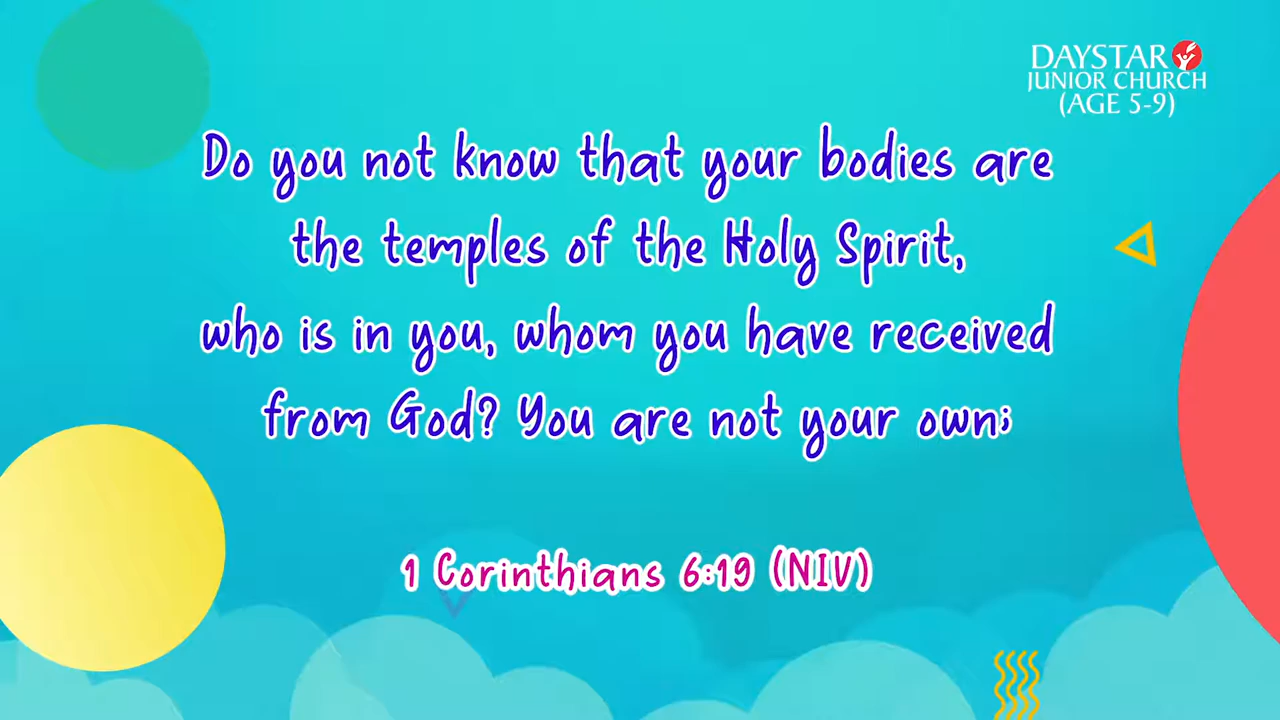 DAYSTAR
JUNIOR CHURCH
(AGE 5-9)
Do you not know that your bodies are
the temples of the Holy Spirit,
who is in you, whom you have received
from God? You are not your own;
1 Corinthians 6:19 (NIV)